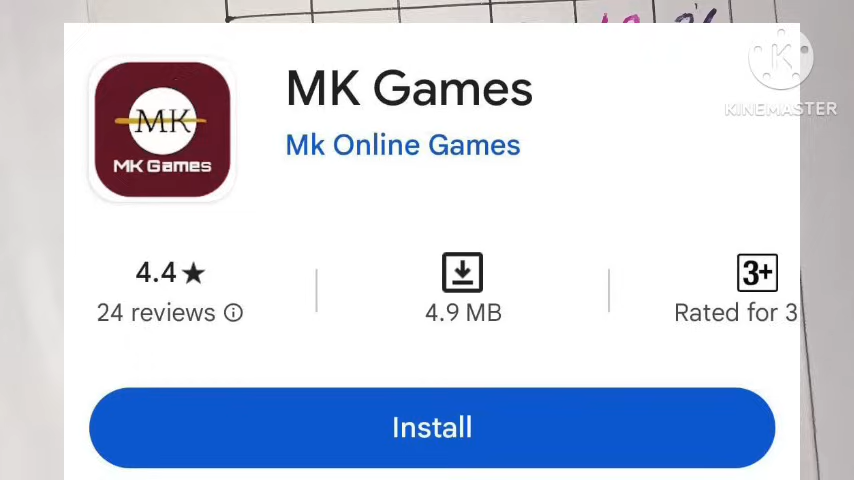 MK Games
Mk Online Games
MK
MK Games
KINEMASTER
4.4★
24 reviews
4.9 MB
3+
Rated for 3
Install